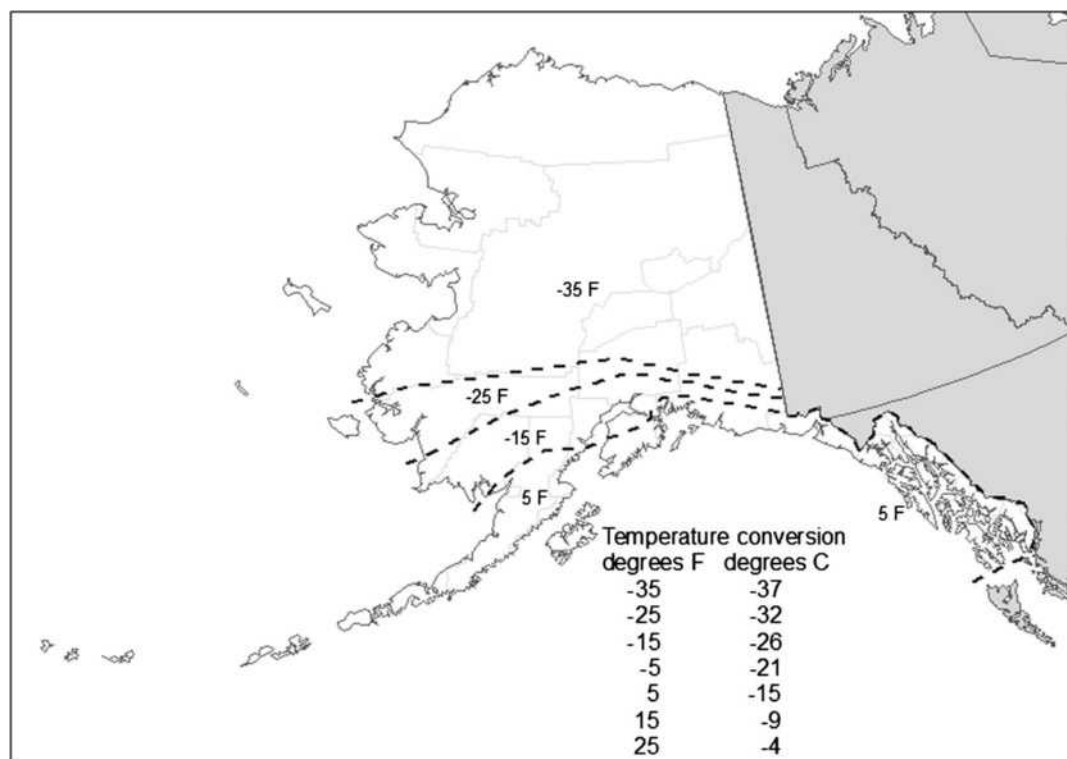 -35 F
-25 F
-15 F
5 F
5 F
Temperature conversion
degrees F degrees C
-35 -37
-25 -32
-15 -26
-5 -21
5 -15
15 -9
25 -4